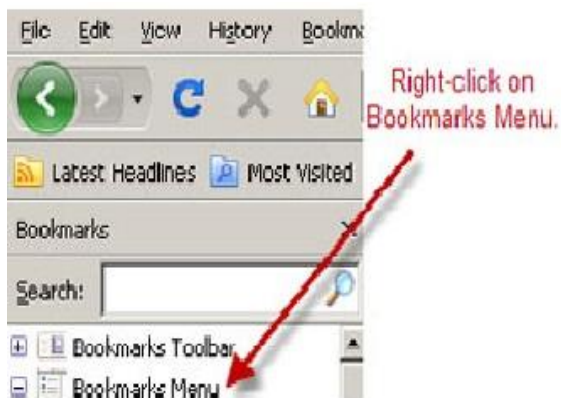 File Edit View History Bookm
Right-click on
Bookmarks Menu.
Latest Headlines Most Visited
Bookmarks
Search:
Bookmarks Toolbar
Bookmarks Menu